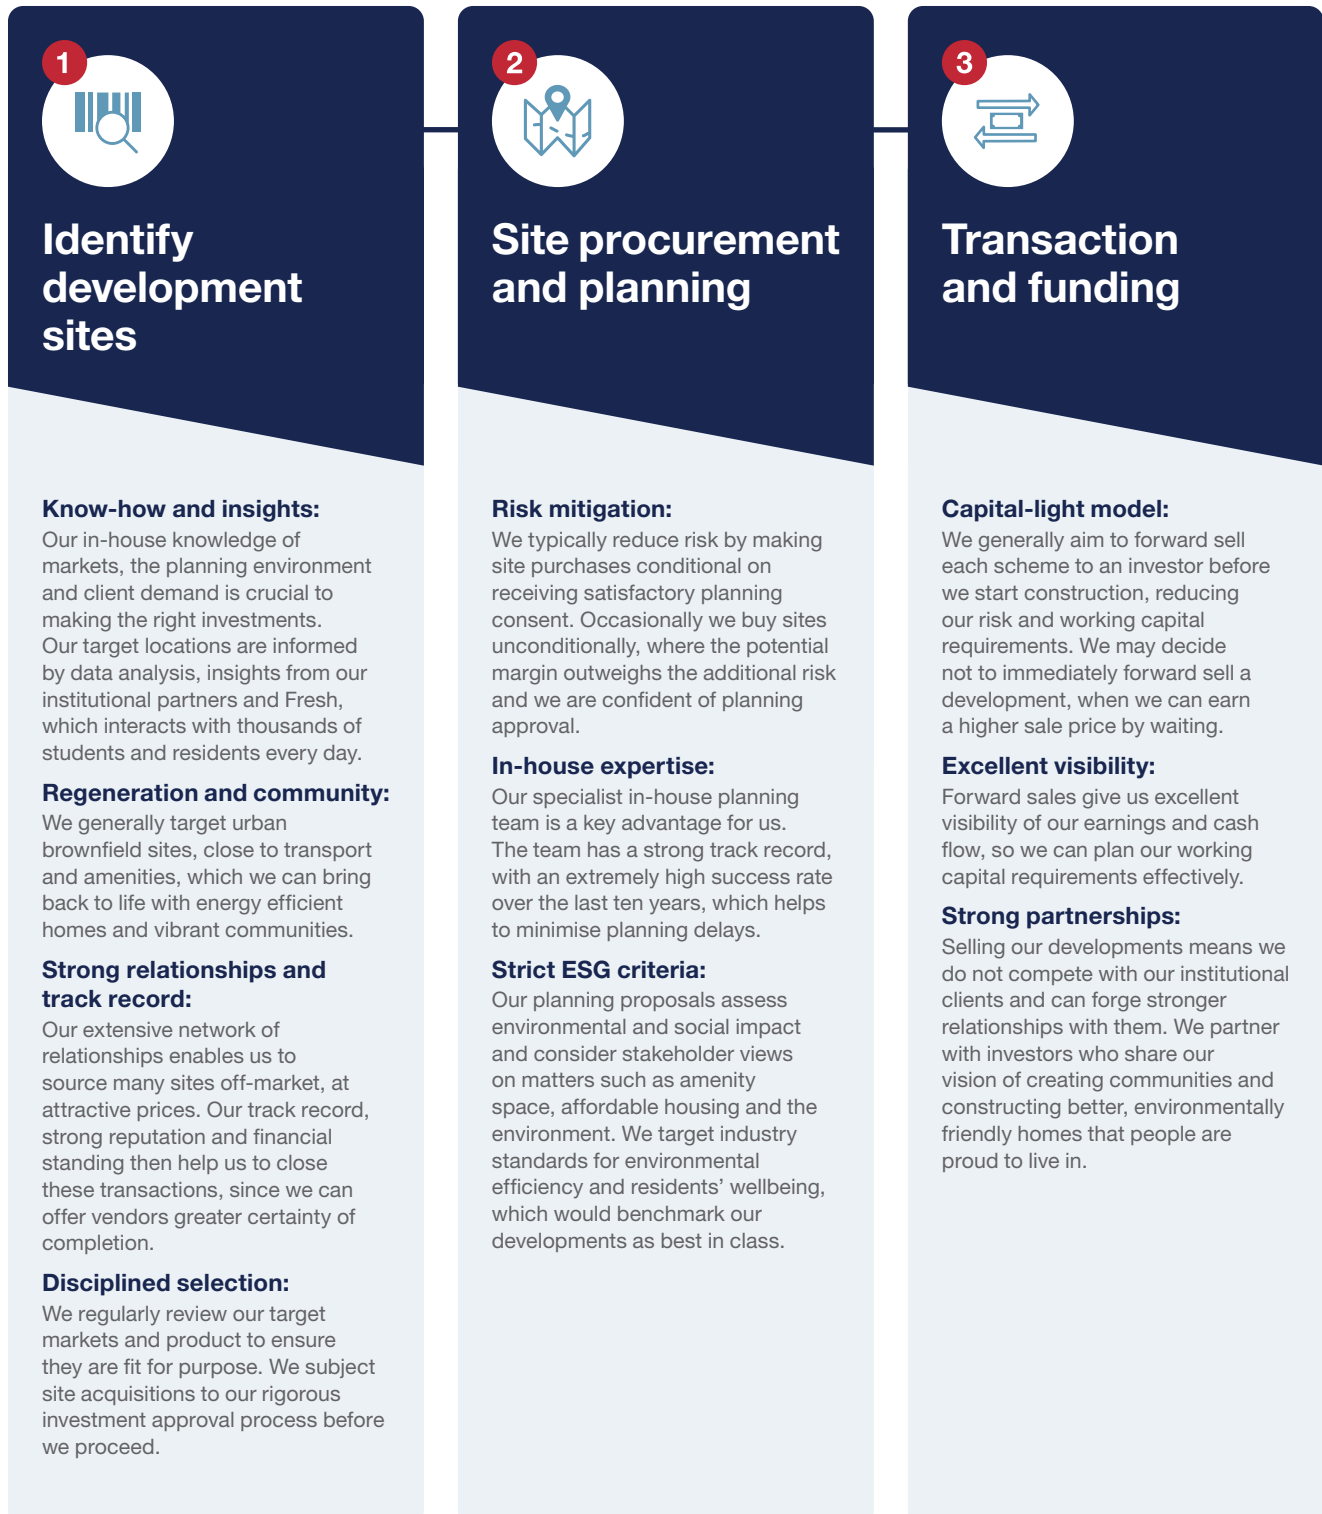 1
Identify
development
sites
Know-how and insights:
Our in-house knowledge of
markets, the planning environment
and client demand is crucial to
making the right investments.
Our target locations are informed
by data analysis, insights from our
institutional partners and Fresh,
which interacts with thousands of
students and residents every day.
Regeneration and community:
We generally target urban
brownfield sites, close to transport
and amenities, which we can bring
back to life with energy efficient
homes and vibrant communities.
Strong relationships and
track record:
Our extensive network of
relationships enables us to
source many sites off-market, at
attractive prices. Our track record,
strong reputation and financial
standing then help us to close
these transactions, since we can
offer vendors greater certainty of
completion.
Disciplined selection:
We regularly review our target
markets and product to ensure
they are fit for purpose. We subject
site acquisitions to our rigorous
investment approval process before
we proceed.
2
Site procurement
and planning
Risk mitigation:
We typically reduce risk by making
site purchases conditional on
receiving satisfactory planning
consent. Occasionally we buy sites
unconditionally, where the potential
margin outweighs the additional risk
and we are confident of planning
approval.
In-house expertise:
Our specialist in-house planning
team is a key advantage for us.
The team has a strong track record,
with an extremely high success rate
over the last ten years, which helps
to minimise planning delays.
Strict ESG criteria:
Our planning proposals assess
environmental and social impact
and consider stakeholder views
on matters such as amenity
space, affordable housing and the
environment. We target industry
standards for environmental
efficiency and residents’ wellbeing,
which would benchmark our
developments as best in class.
3
Transaction
and funding
Capital-light model:
We generally aim to forward sell
each scheme to an investor before
we start construction, reducing
our risk and working capital
requirements. We may decide
not to immediately forward sell a
development, when we can earn
a higher sale price by waiting.
Excellent visibility:
Forward sales give us excellent
visibility of our earnings and cash
flow, so we can plan our working
capital requirements effectively.
Strong partnerships:
Selling our developments means we
do not compete with our institutional
clients and can forge stronger
relationships with them. We partner
with investors who share our
vision of creating communities and
constructing better, environmentally
friendly homes that people are
proud to live in.